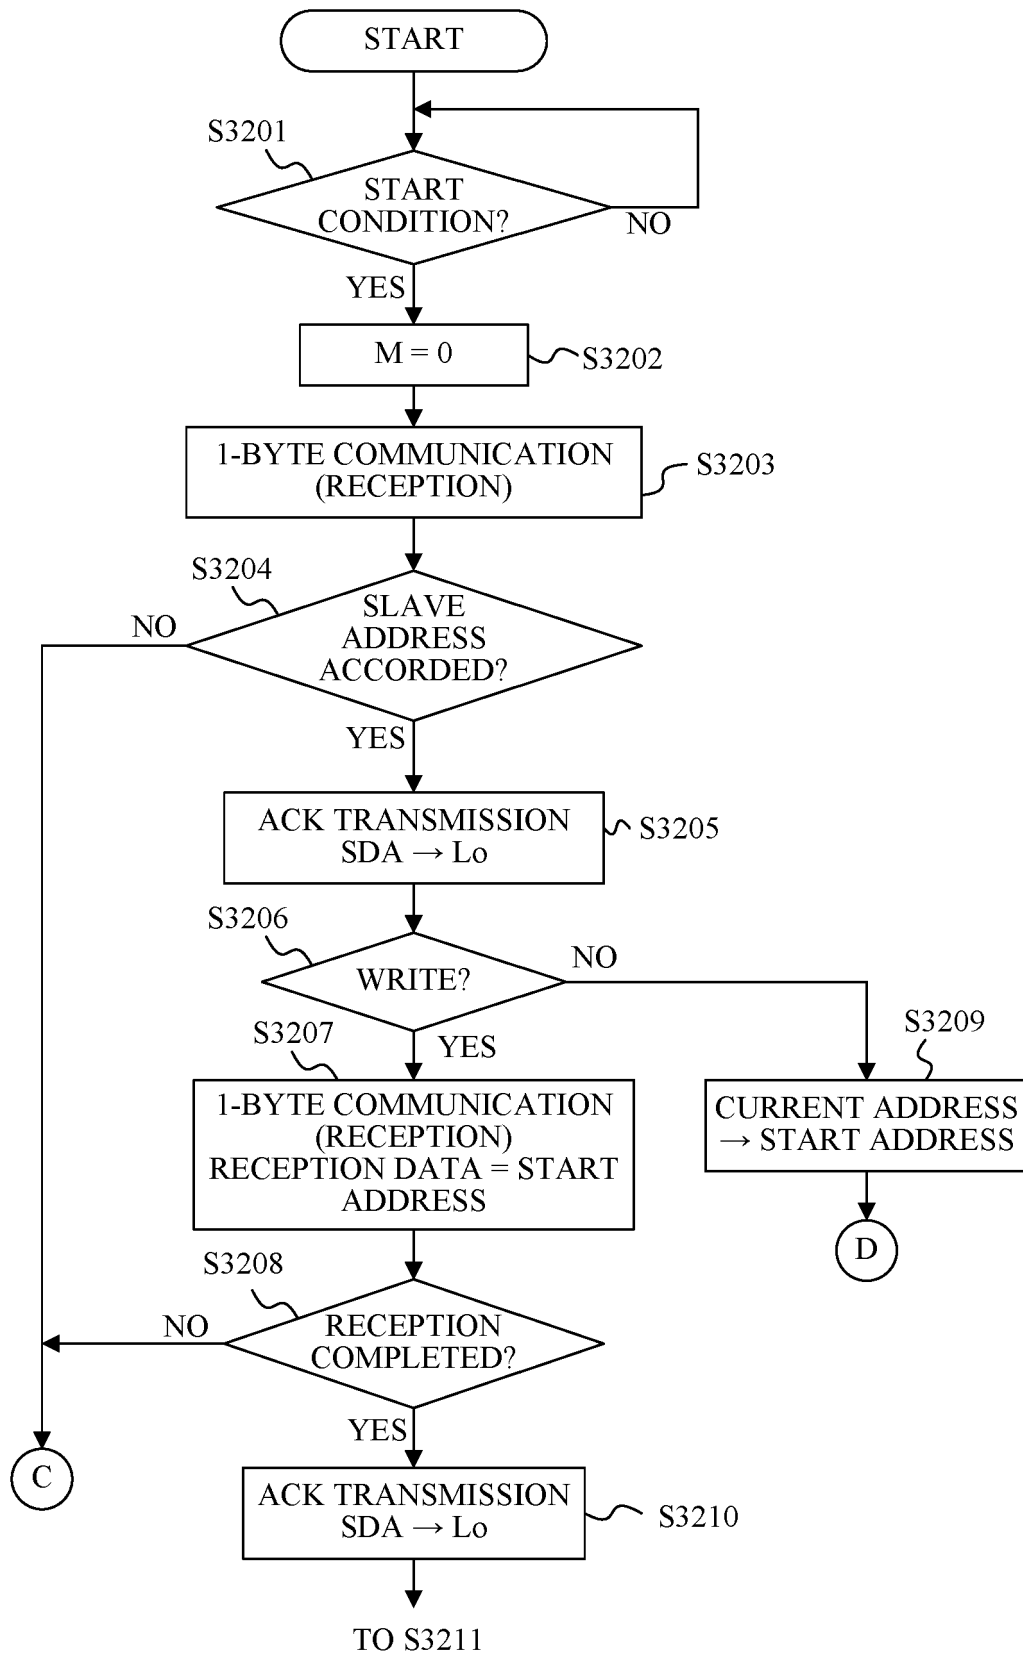 START
S3201
START
CONDITION?
NO
YES
M = 0
S3202
1-BYTE COMMUNICATION
(RECEPTION)
S3203
S3204
NO
SLAVE
ADDRESS
ACCORDED?
YES
ACK TRANSMISSION
SDA → Lo
S3205
S3206
WRITE?
NO
YES
S3207
1-BYTE COMMUNICATION
(RECEPTION)
RECEPTION DATA = START
ADDRESS
S3209
CURRENT ADDRESS
→ START ADDRESS
D
S3208
NO
RECEPTION
COMPLETED?
YES
C
ACK TRANSMISSION
SDA → Lo
S3210
TO S3211